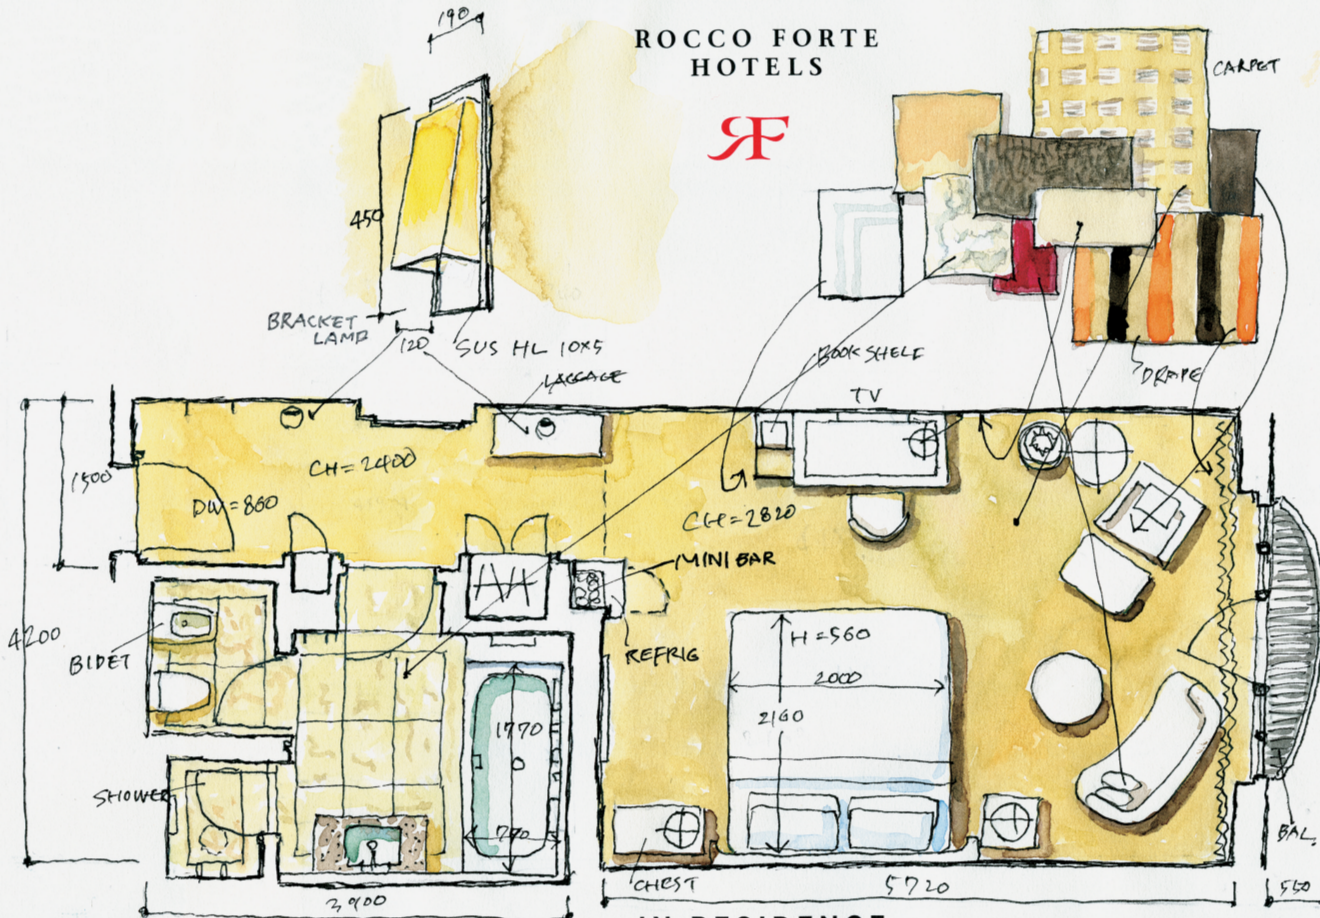 190
ROCCO FORTE
HOTELS
RF
CARPET
450
BRACKET
LAMP
120
SUS HL 10x5
LAGGAGE
BOOK SHELF
DRAPE
TV
1500
CH=2400
DW=860
CH=2820
MINI BAR
4200
BIDET
REFRIG
H=560
2000
2160
1770
SHOWER
BAL.
CHEST
3900
5720
550
IN RESIDENCE